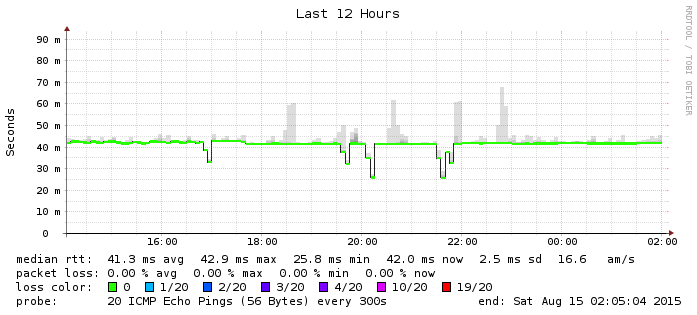 Last 12 Hours
RRDTOOL / TOBI OETIKER
Seconds
90 m
80 m
70 m
60 m
50 m
40 m
30 m
20 m
10 m
0
16:00 18:00 20:00 22:00 00:00 02:00
median rtt: 41.3 ms avg 42.9 ms max 25.8 ms min 42.0 ms now 2.5 ms sd 16.6 am/s
packet loss: 0.00 % avg 0.00 % max 0.00 % min 0.00 % now
loss color: 0 1/20 2/20 3/20 4/20 10/20 19/20
probe: 20 ICMP Echo Pings (56 Bytes) every 300s end: Sat Aug 15 02:05:04 2015